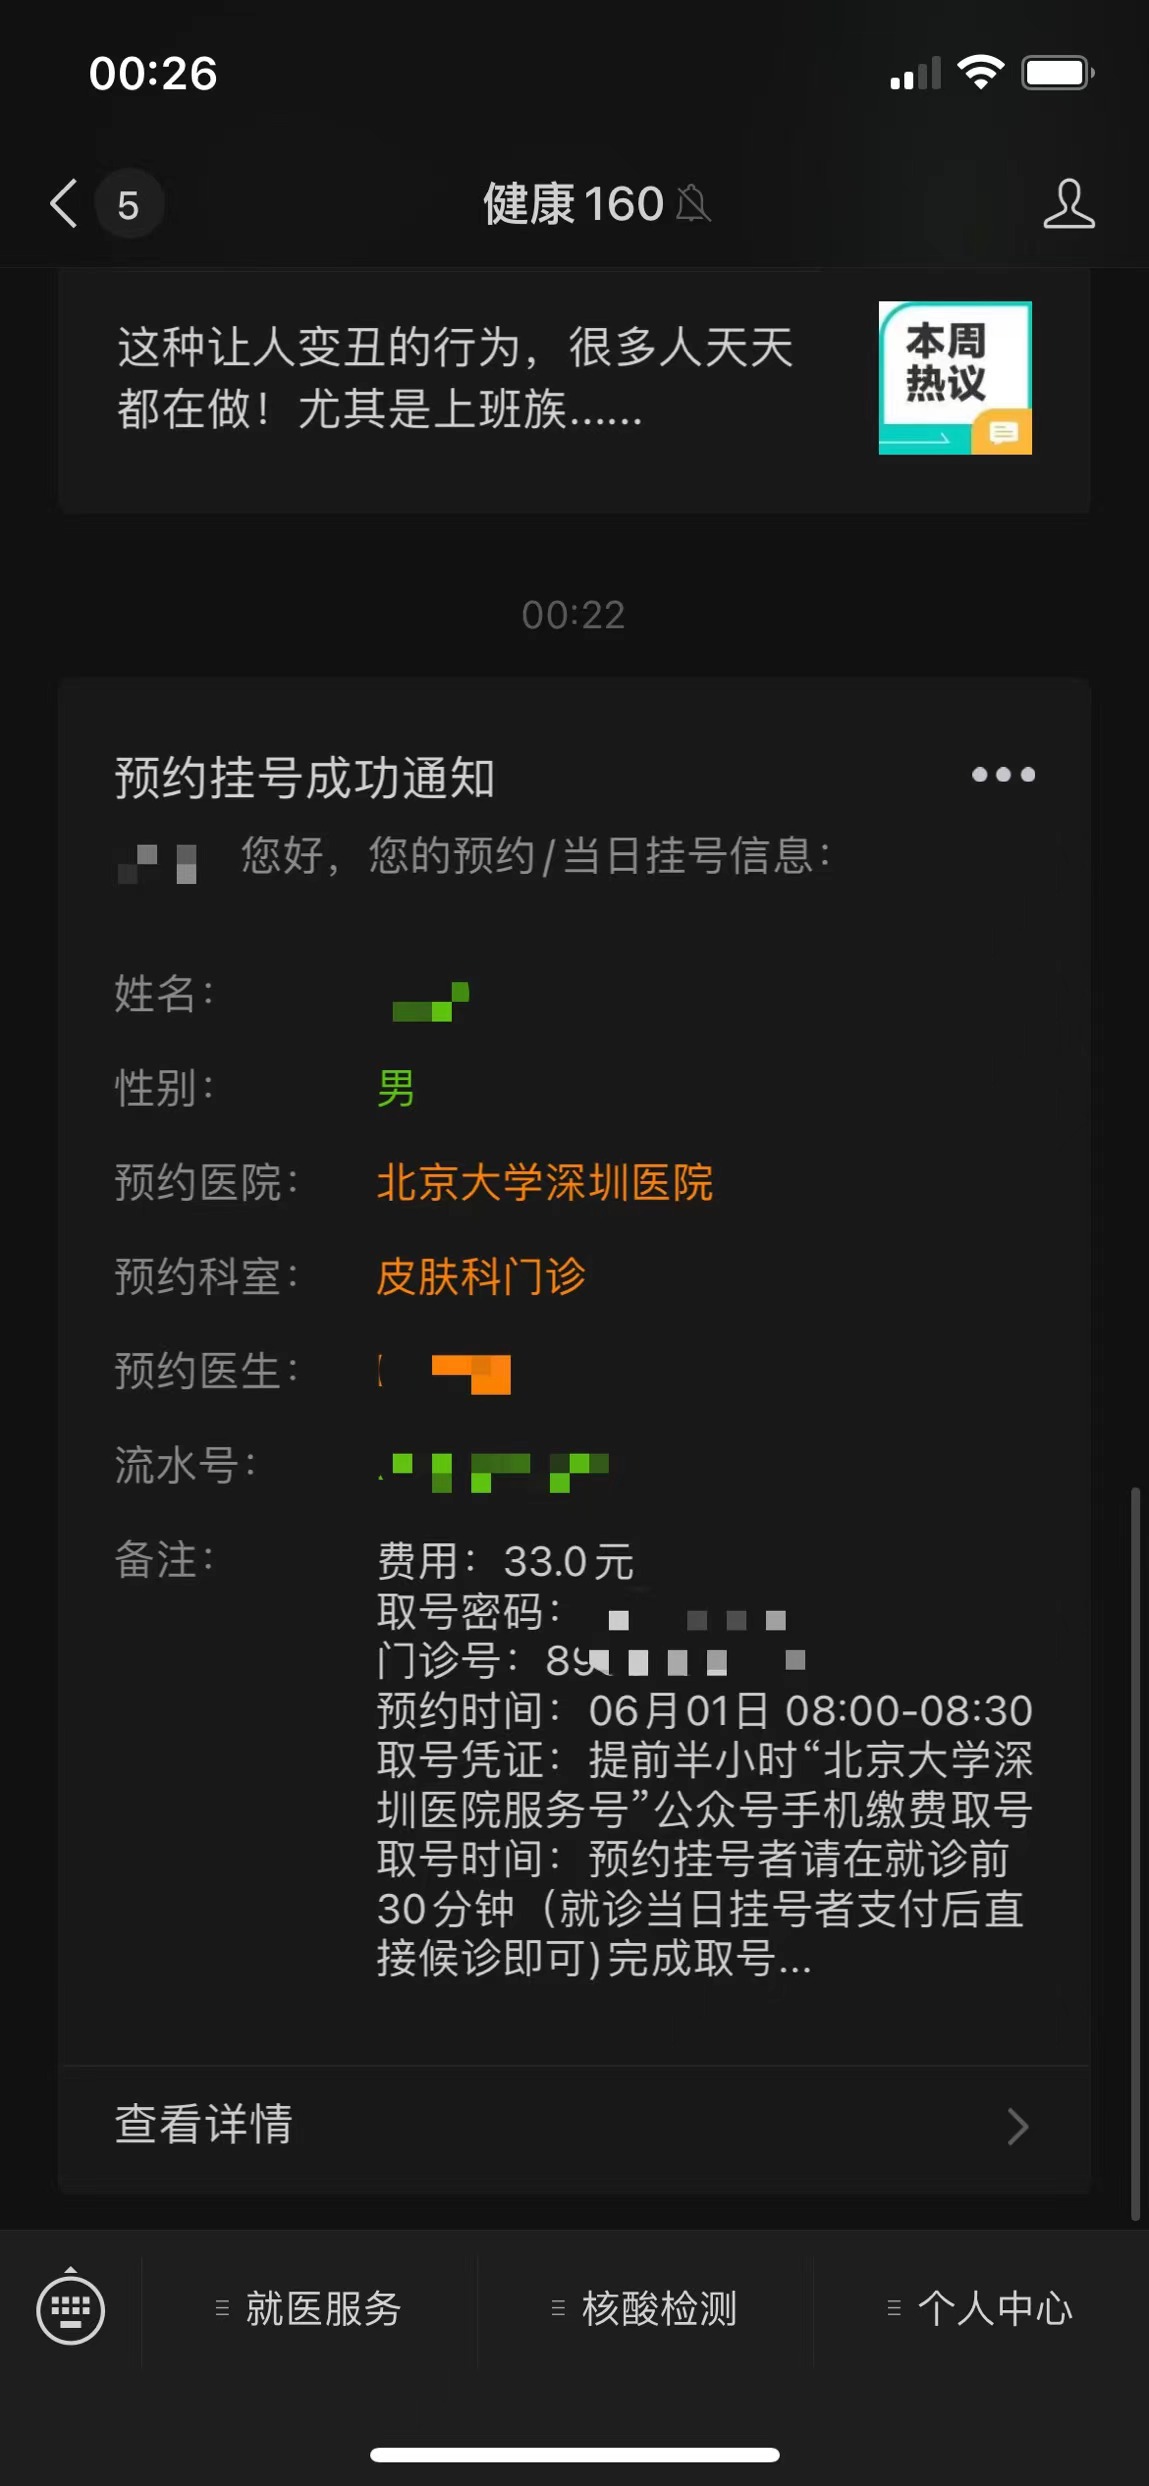 00:26
5
健康160
这种让人变丑的行为，很多人天天
都在做！尤其是上班族……
本周
热议
00:22
预约挂号成功通知
您好，您的预约/当日挂号信息：
姓名：
性别： 男
预约医院： 北京大学深圳医院
预约科室： 皮肤科门诊
预约医生：
流水号：
备注： 费用：33.0元
取号密码：
门诊号：89
预约时间：06月01日 08:00-08:30
取号凭证：提前半小时“北京大学深
圳医院服务号”公众号手机缴费取号
取号时间：预约挂号者请在就诊前
30分钟（就诊当日挂号者支付后直
接候诊即可)完成取号...
查看详情
就医服务
核酸检测
个人中心